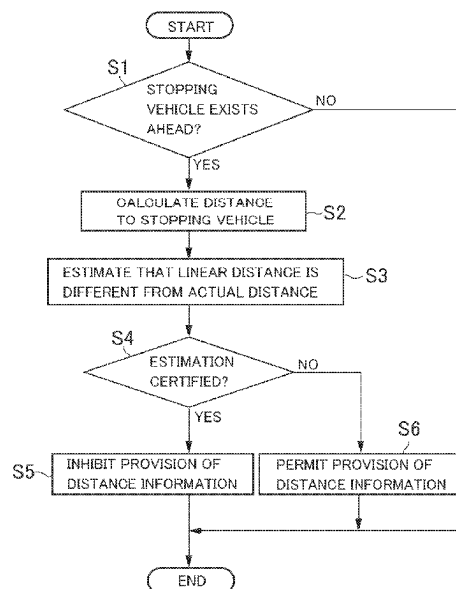 START
S1
STOPPING
VEHICLE EXISTS
AHEAD?
NO
YES
CALCULATE DISTANCE
TO STOPPING VEHICLE
S2
ESTIMATE THAT LINEAR DISTANCE IS
DIFFERENT FROM ACTUAL DISTANCE
S3
S4
ESTIMATION
CERTIFIED?
NO
YES
S5
INHIBIT PROVISION OF
DISTANCE INFORMATION
S6
PERMIT PROVISION OF
DISTANCE INFORMATION
END